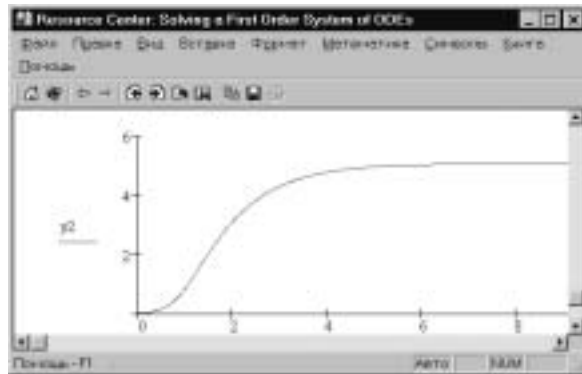 Resource Center: Solving a First Order System of ODEs
Файл Правка Вид Вставка Формат Математика Символы Книга
Помощь
6
4
y2
2
0 2 4 6 8
Помощь - F1 Авто NUM